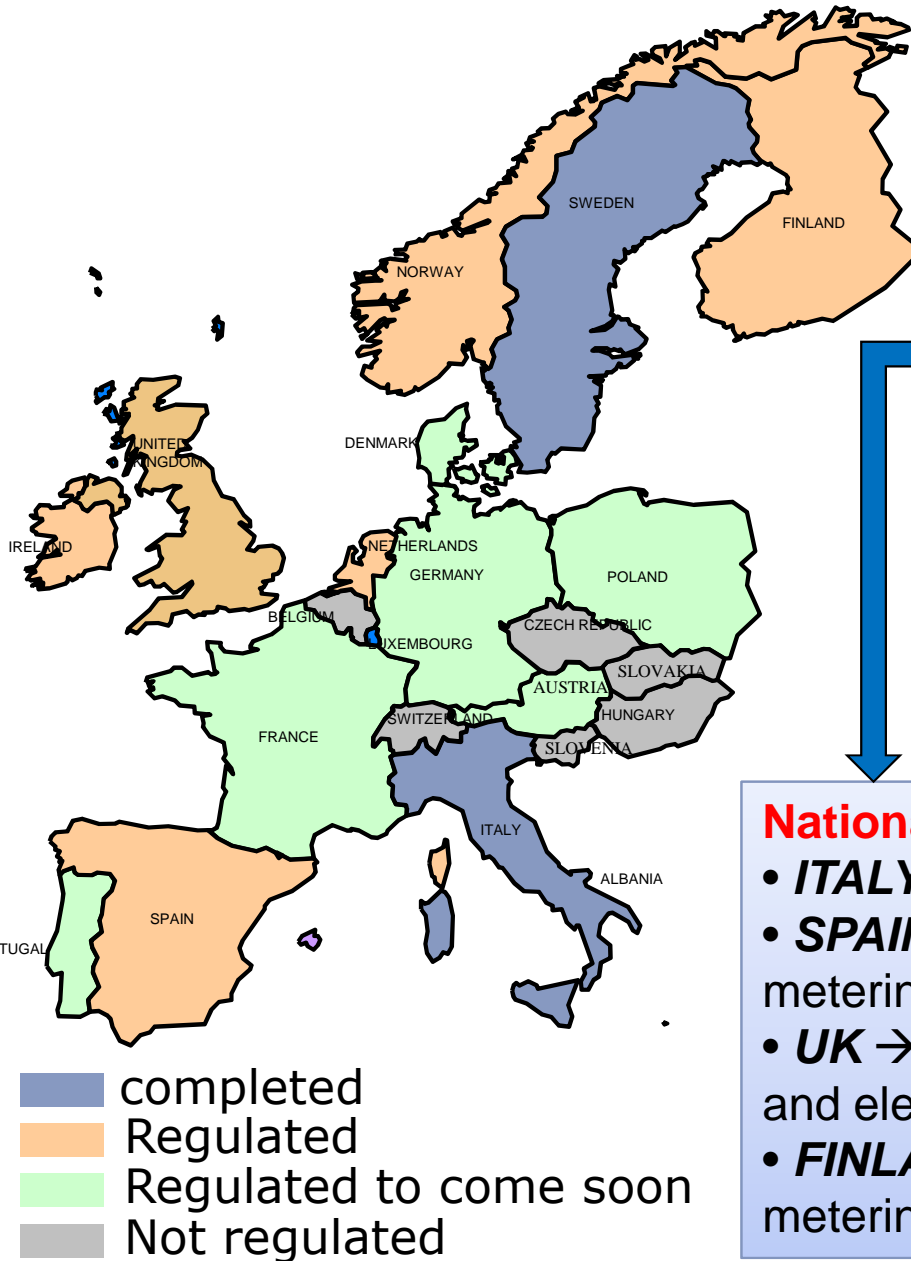 SWEDEN
FINLAND
NORWAY
DENMARK
UNITED
KINGDOM
IRELAND
NETHERLANDS
GERMANY
POLAND
BELGIUM
CZECH REPUBLIC
LUXEMBOURG
SLOVAKIA
AUSTRIA
HUNGARY
SWITZERLAND
FRANCE
SLOVENIA
ITALY
ALBANIA
SPAIN
TUGAL
completed
Regulated
Regulated to come soon
Not regulated
Nationa
• ITALY
• SPAIN
meterin
• UK →
and ele
• FINLA
meterin